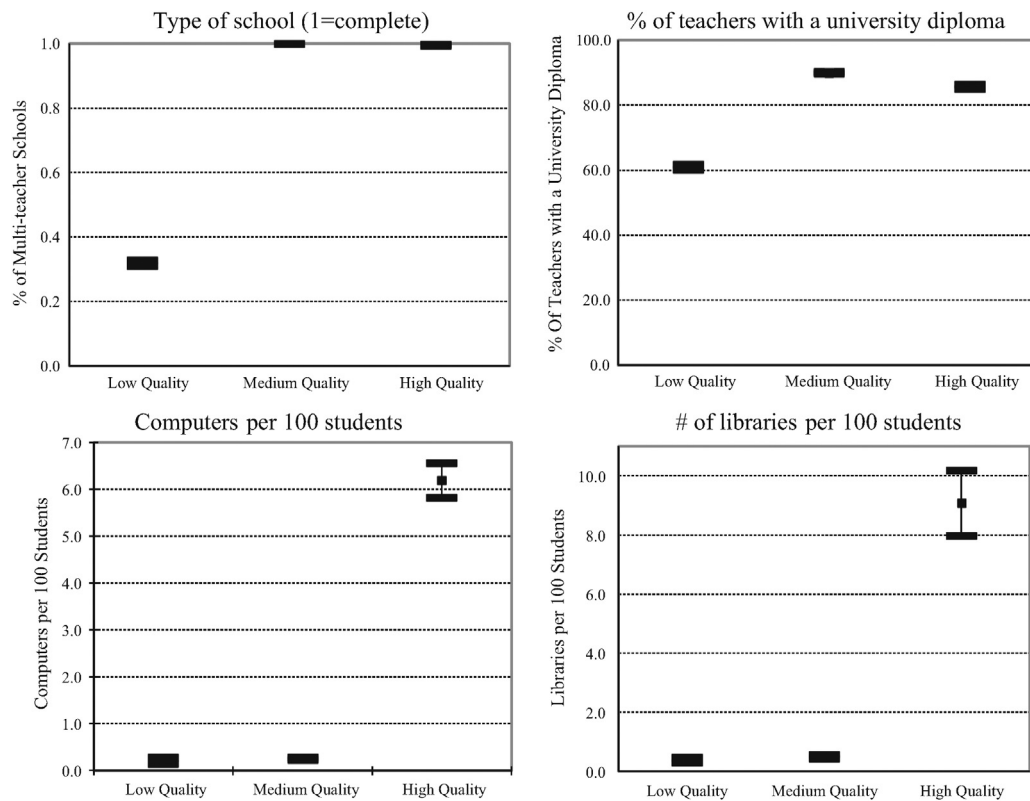 Type of school (1=complete)
% of Multi-teacher Schools
1.0
0.8
0.6
0.4
0.2
0.0
Low Quality Medium Quality High Quality
% of teachers with a university diploma
% Of Teachers with a University Diploma
100.0
80.0
60.0
40.0
20.0
0.0
Low Quality Medium Quality High Quality
Computers per 100 students
Computers per 100 Students
7.0
6.0
5.0
4.0
3.0
2.0
1.0
0.0
Low Quality Medium Quality High Quality
# of libraries per 100 students
Libraries per 100 Students
10.0
8.0
6.0
4.0
2.0
0.0
Low Quality Medium Quality High Quality